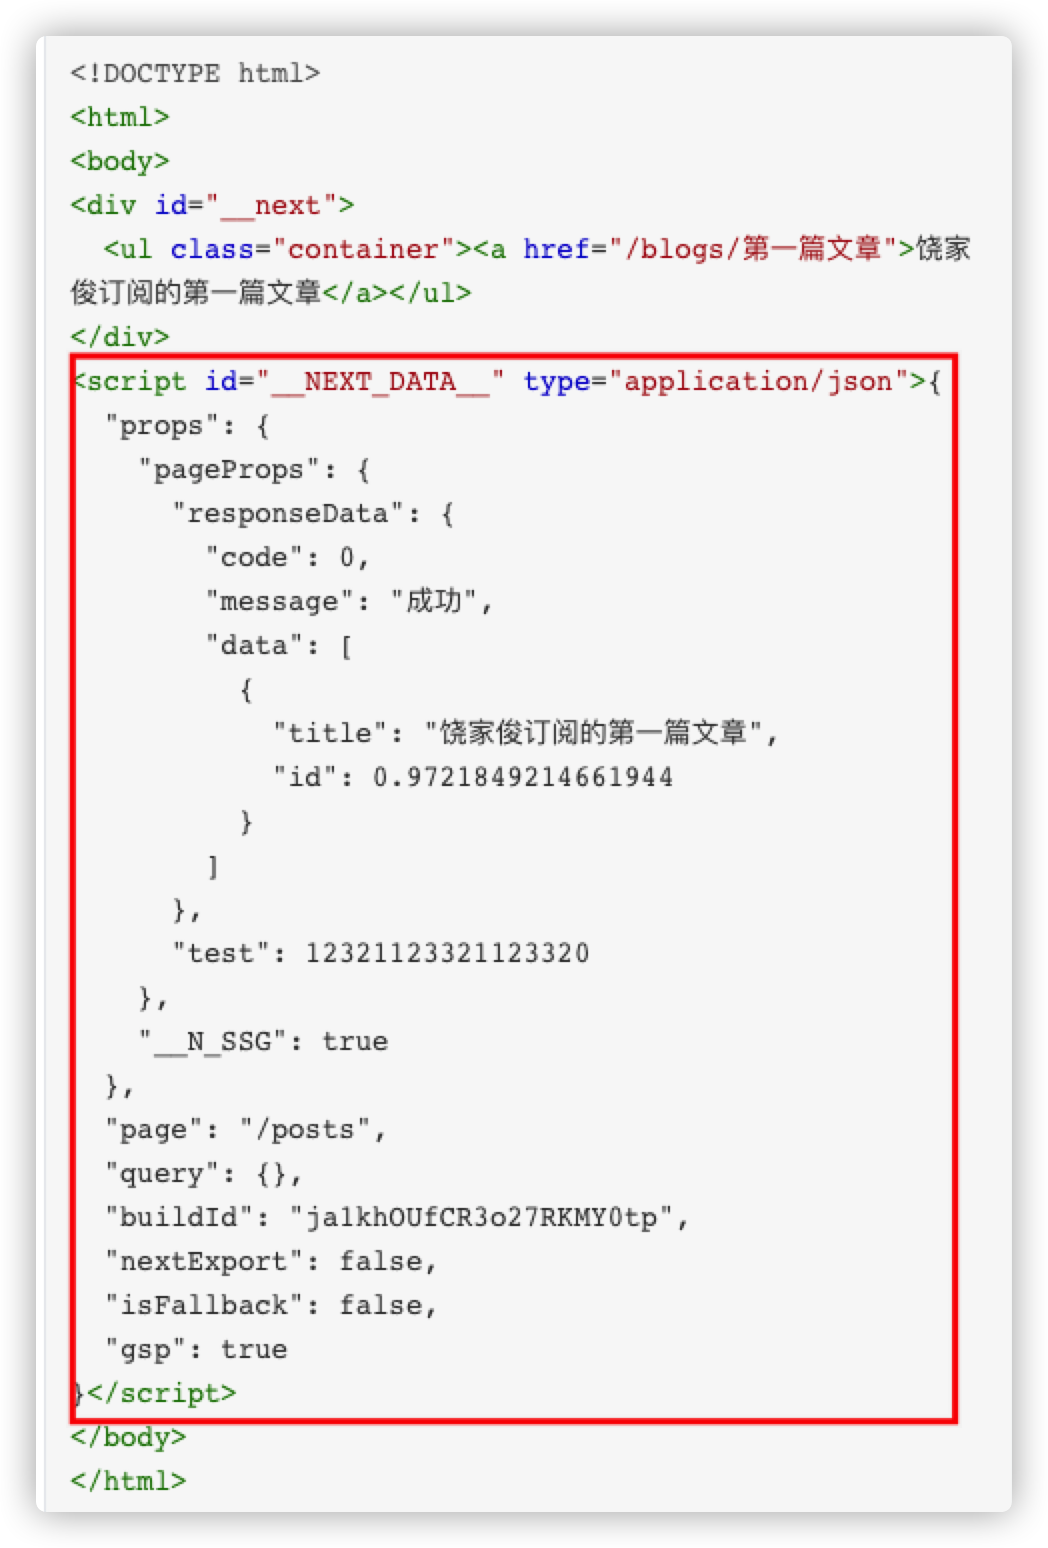 <!DOCTYPE html>
<html>
<body>
<div id="__next">
  <ul class="container"><a href="/blogs/第一篇文章">饶家
俊订阅的第一篇文章</a></ul>
</div>
<script id="__NEXT_DATA__" type="application/json">{
  "props": {
    "pageProps": {
      "responseData": {
        "code": 0,
        "message": "成功",
        "data": [
          {
            "title": "饶家俊订阅的第一篇文章",
            "id": 0.9721849214661944
          }
        ]
      },
      "test": 12321123321123320
    },
    "__N_SSG": true
  },
  "page": "/posts",
  "query": {},
  "buildId": "ja1khOUfCR3o27RKMY0tp",
  "nextExport": false,
  "isFallback": false,
  "gsp": true
}</script>
</body>
</html>